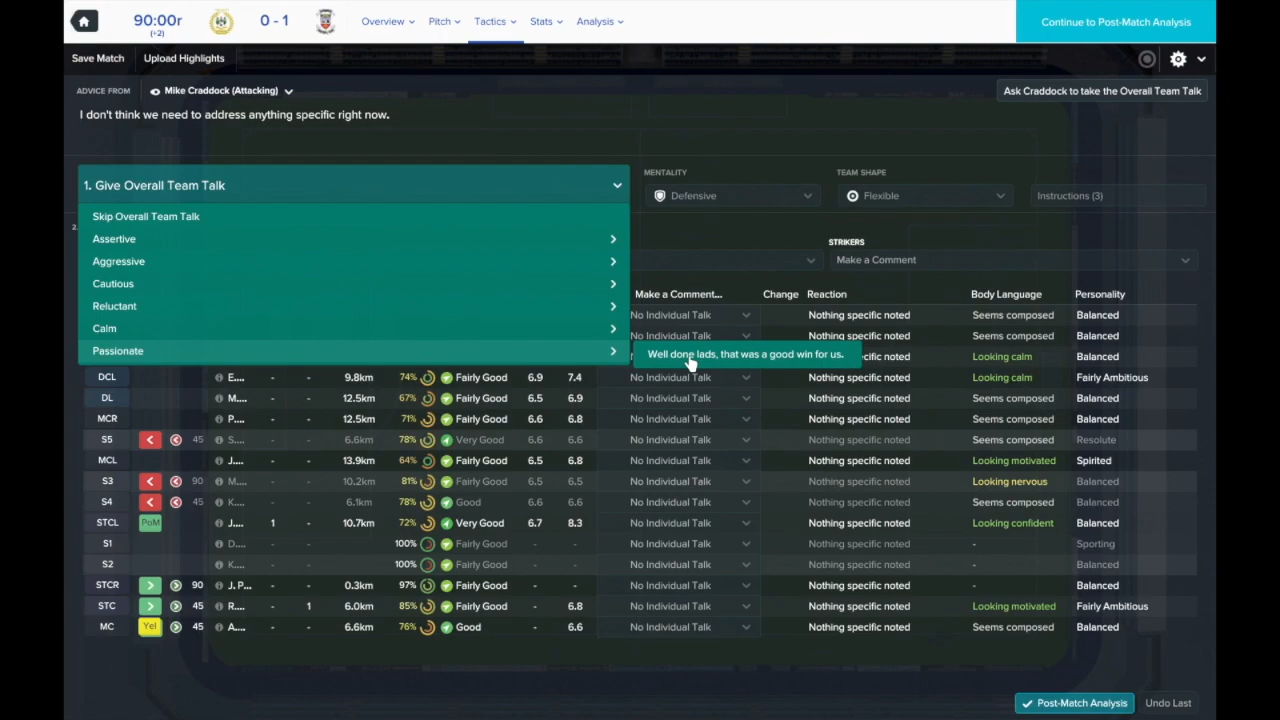 90:00r 0 - 1 Overview Pitch Tactics Stats Analysis Continue to Post-Match Analysis
(+2)
Save Match Upload Highlights
ADVICE FROM Mike Craddock (Attacking) Ask Craddock to take the Overall Team Talk
I don't think we need to address anything specific right now.
1. Give Overall Team Talk MENTALITY TEAM SHAPE
Defensive Flexible Instructions (3)
Skip Overall Team Talk
2.
Assertive STRIKERS
Aggressive Make a Comment
Cautious Make a Comment... Change Reaction Body Language Personality
Reluctant No Individual Talk Nothing specific noted Seems composed Balanced
Calm No Individual Talk Nothing specific noted Seems composed Balanced
Passionate Well done lads, that was a good win for us. Looking calm Balanced
DCL E.... - - 9.8km 74% Fairly Good 6.9 7.4 No Individual Talk Nothing specific noted Looking calm Fairly Ambitious
DL M.... - - 12.5km 67% Fairly Good 6.5 6.9 No Individual Talk Nothing specific noted Seems composed Balanced
MCR P.... - - 12.5km 71% Fairly Good 6.6 6.8 No Individual Talk Nothing specific noted Seems composed Balanced
S5 45 S.... - - 6.6km 78% Very Good 6.6 6.6 No Individual Talk Nothing specific noted Seems composed Resolute
MCL J.... - - 13.9km 64% Fairly Good 6.5 6.8 No Individual Talk Nothing specific noted Looking motivated Spirited
S3 90 M.... - - 10.2km 81% Fairly Good 6.5 6.5 No Individual Talk Nothing specific noted Looking nervous Balanced
S4 45 K.... - - 6.1km 78% Good 6.6 6.6 No Individual Talk Nothing specific noted Seems composed Balanced
STCL PoM J.... 1 - 10.7km 72% Very Good 6.7 8.3 No Individual Talk Nothing specific noted Looking confident Balanced
S1 D.... 100% Fairly Good - - No Individual Talk Nothing specific noted - Sporting
S2 K.... 100% Fairly Good - - No Individual Talk Nothing specific noted - Balanced
STCR 90 J. P... - - 0.3km 97% Fairly Good - - No Individual Talk Nothing specific noted - Balanced
STC 45 R.... - 1 6.0km 85% Fairly Good - 6.8 No Individual Talk Nothing specific noted Looking motivated Fairly Ambitious
MC Yel 45 A.... - - 6.6km 76% Good - 6.6 No Individual Talk Nothing specific noted Seems composed Balanced
Post-Match Analysis Undo Last